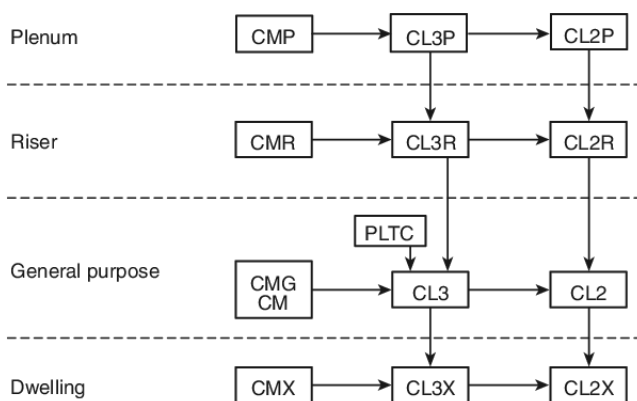 Plenum
CMP
CL3P
CL2P
Riser
CMR
CL3R
CL2R
PLTC
General purpose
CMG
CM
CL3
CL2
Dwelling
CMX
CL3X
CL2X